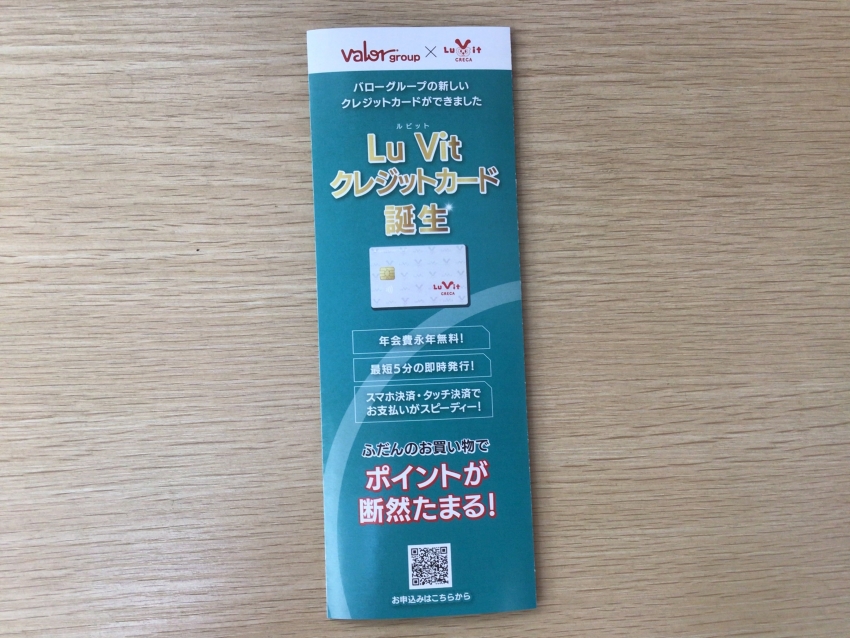 Valor group × Lu Vit CRECA
バローグループの新しい
クレジットカードができました
ルビット
Lu Vit
クレジットカード
誕生
Lu Vit
CRECA
年会費永年無料！
最短5分の即時発行！
スマホ決済・タッチ決済で
お支払いがスピーディー！
ふだんのお買い物で
ポイントが
断然たまる！
お申込みはこちらから